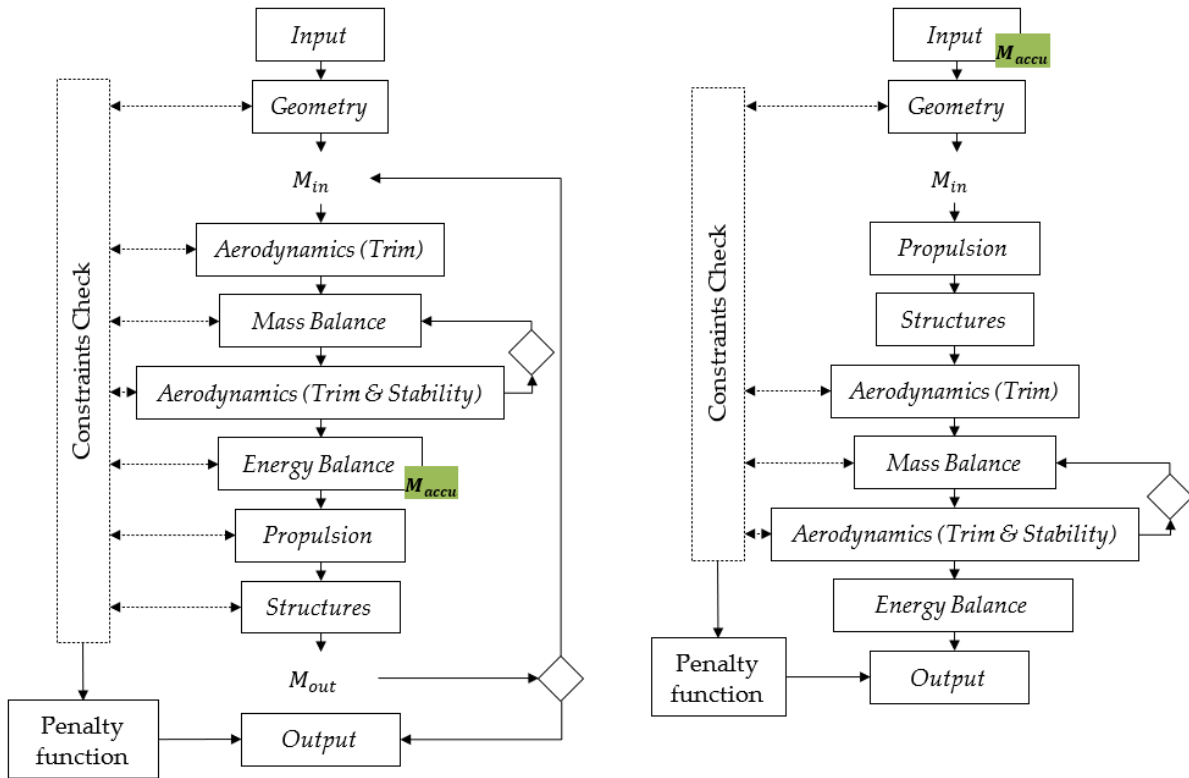 Input
Geometry
M_in
Aerodynamics (Trim)
Mass Balance
Aerodynamics (Trim & Stability)
Energy Balance
M_accu
Propulsion
Structures
M_out
Output
Constraints Check
Penalty
function
Input
M_accu
Geometry
M_in
Propulsion
Structures
Aerodynamics (Trim)
Mass Balance
Aerodynamics (Trim & Stability)
Energy Balance
Output
Constraints Check
Penalty
function